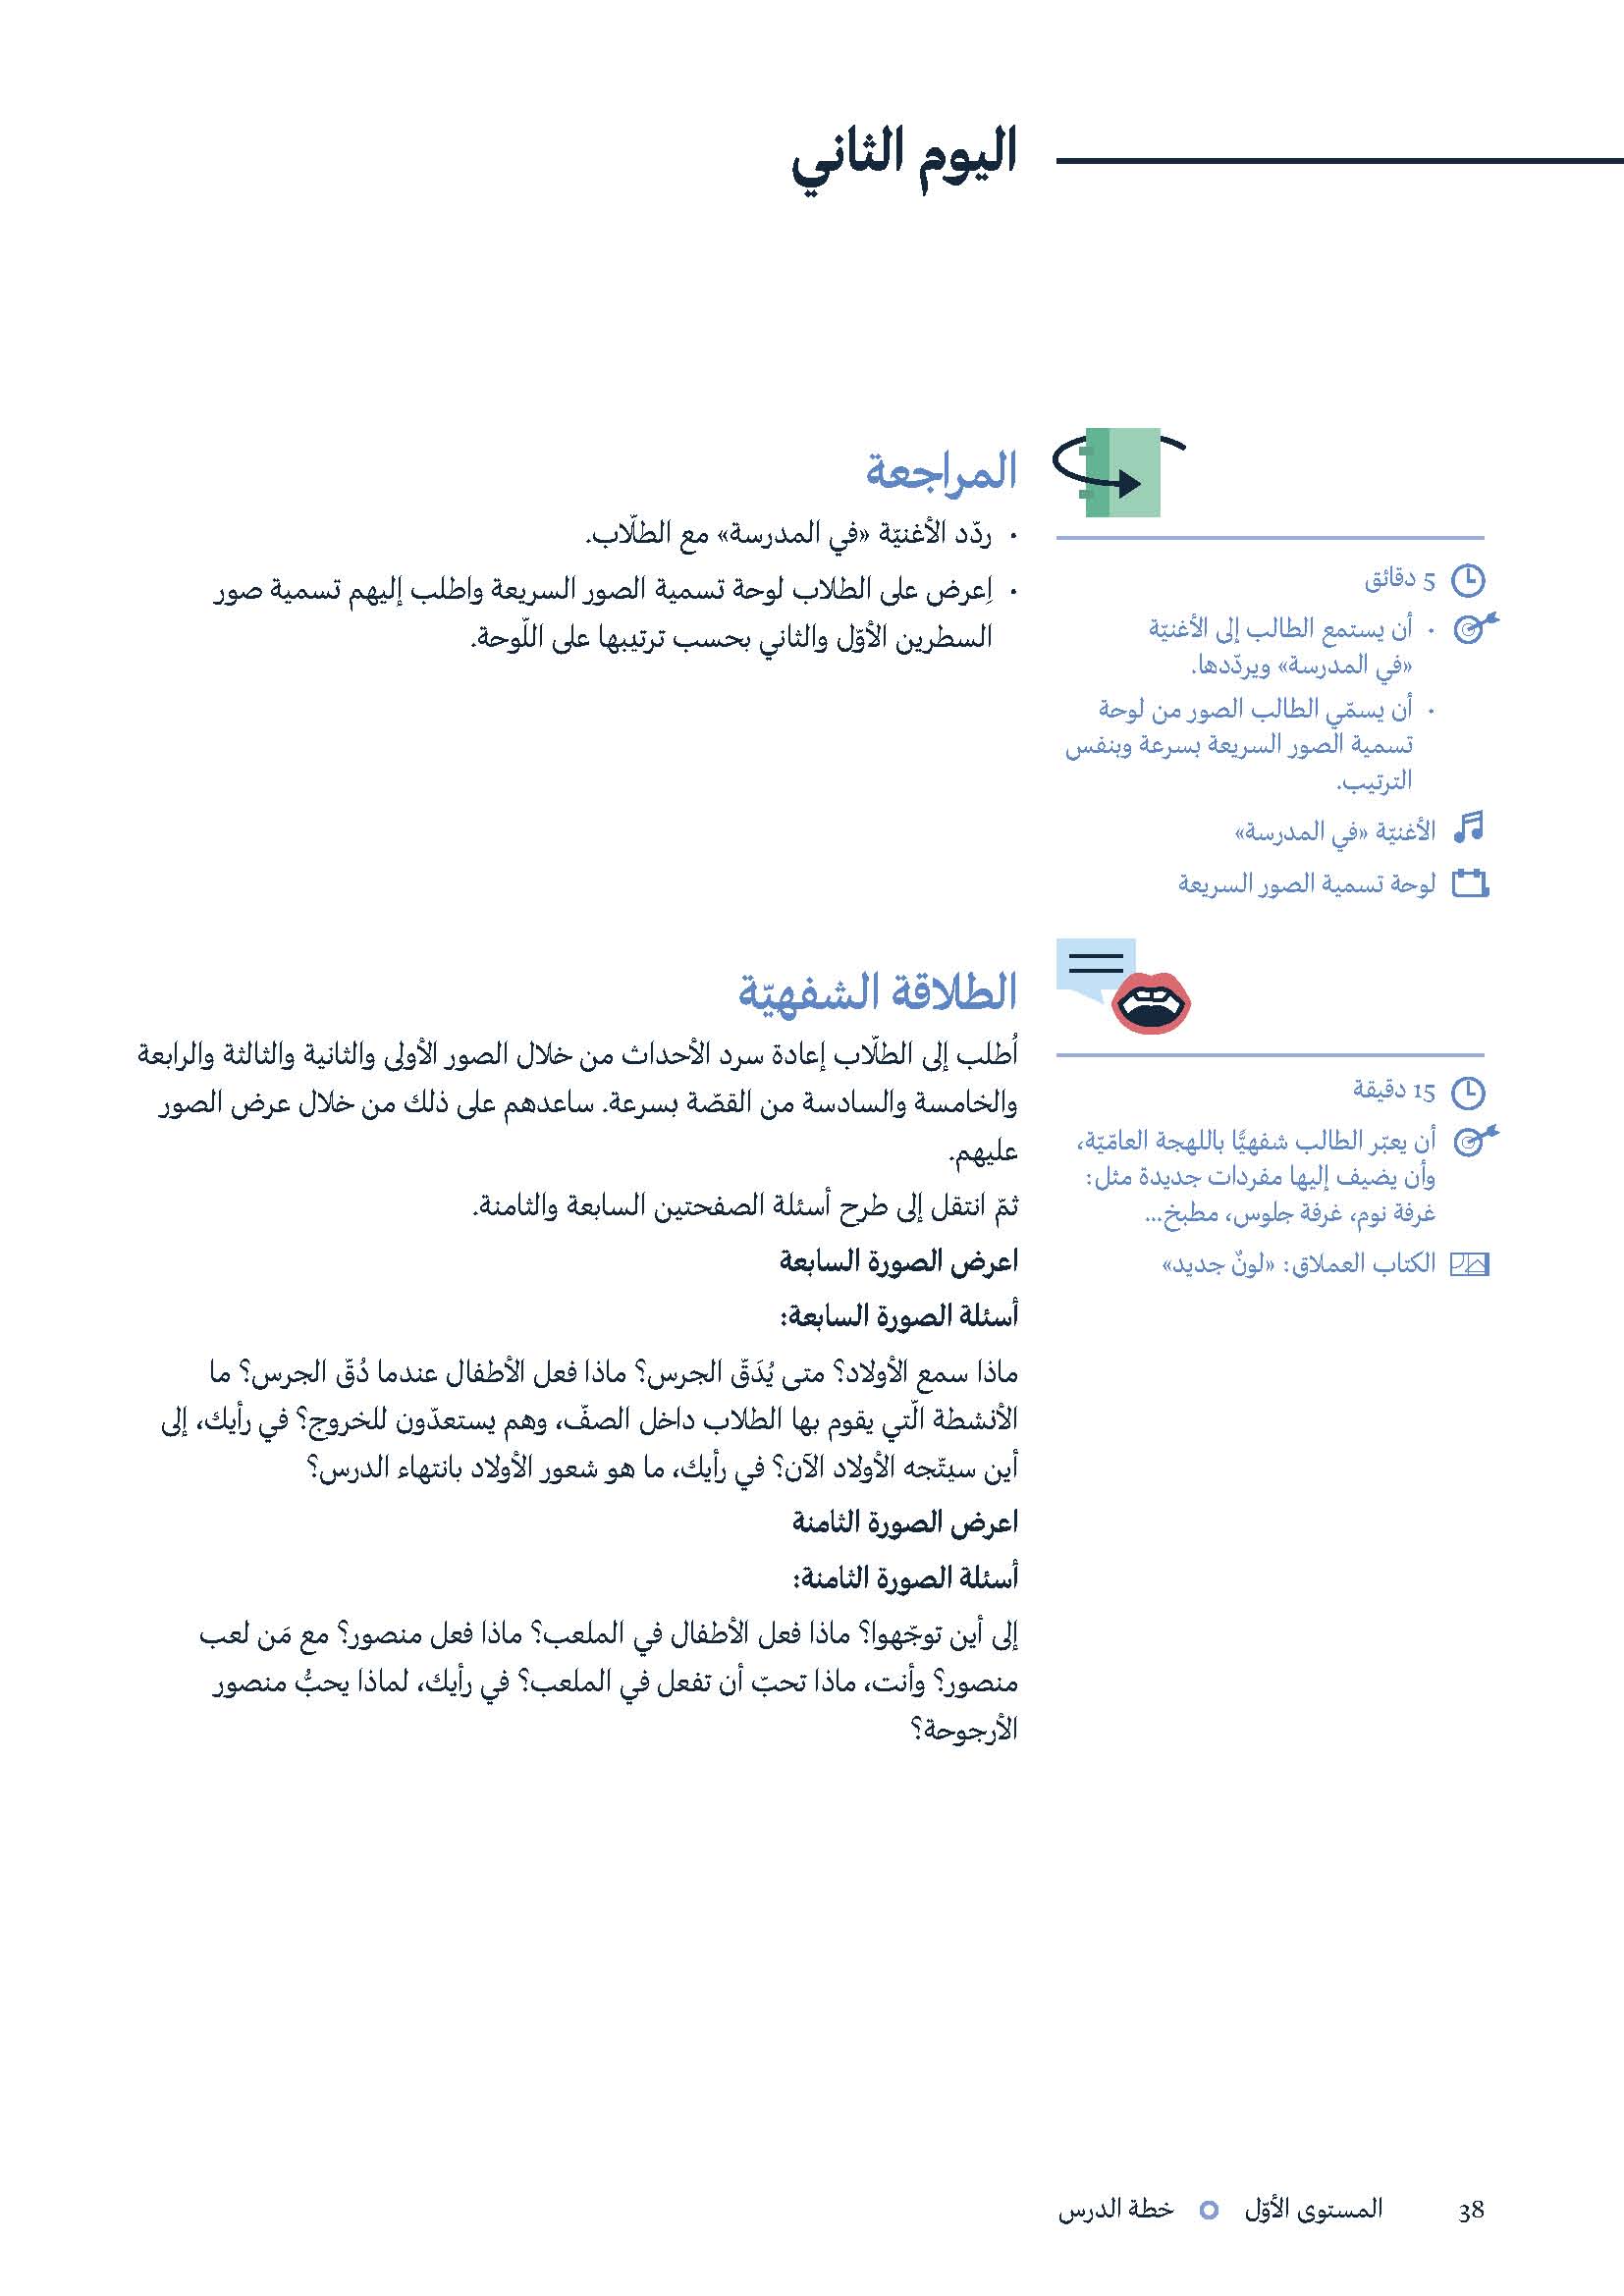 اليوم الثاني
المراجعة
• ردّد الأغنيّة «في المدرسة» مع الطلّاب.
• اِعرض على الطلاب لوحة تسمية الصور السريعة واطلب إليهم تسمية صور
السطرين الأوّل والثاني بحسب ترتيبها على اللّوحة.
5 دقائق
• أن يستمع الطالب إلى الأغنيّة
«في المدرسة» ويردّدها.
• أن يسمّي الطالب الصور من لوحة
تسمية الصور السريعة بسرعة وبنفس
الترتيب.
الأغنيّة «في المدرسة»
لوحة تسمية الصور السريعة
الطلاقة الشفهيّة
اُطلب إلى الطلّاب إعادة سرد الأحداث من خلال الصور الأولى والثانية والثالثة والرابعة
والخامسة والسادسة من القصّة بسرعة. ساعدهم على ذلك من خلال عرض الصور
عليهم.
ثمّ انتقل إلى طرح أسئلة الصفحتين السابعة والثامنة.
اعرض الصورة السابعة
أسئلة الصورة السابعة:
ماذا سمع الأولاد؟ متى يُدَقّ الجرس؟ ماذا فعل الأطفال عندما دُقّ الجرس؟ ما
الأنشطة الّتي يقوم بها الطلاب داخل الصفّ، وهم يستعدّون للخروج؟ في رأيك، إلى
أين سيتّجه الأولاد الآن؟ في رأيك، ما هو شعور الأولاد بانتهاء الدرس؟
اعرض الصورة الثامنة
أسئلة الصورة الثامنة:
إلى أين توجّهوا؟ ماذا فعل الأطفال في الملعب؟ ماذا فعل منصور؟ مع مَن لعب
منصور؟ وأنت، ماذا تحبّ أن تفعل في الملعب؟ في رأيك، لماذا يحبُّ منصور
الأرجوحة؟
15 دقيقة
أن يعبّر الطالب شفهيًّا باللهجة العامّيّة،
وأن يضيف إليها مفردات جديدة مثل:
غرفة نوم، غرفة جلوس، مطبخ...
الكتاب العملاق: «لونٌ جديد»
38 المستوى الأوّل خطة الدرس